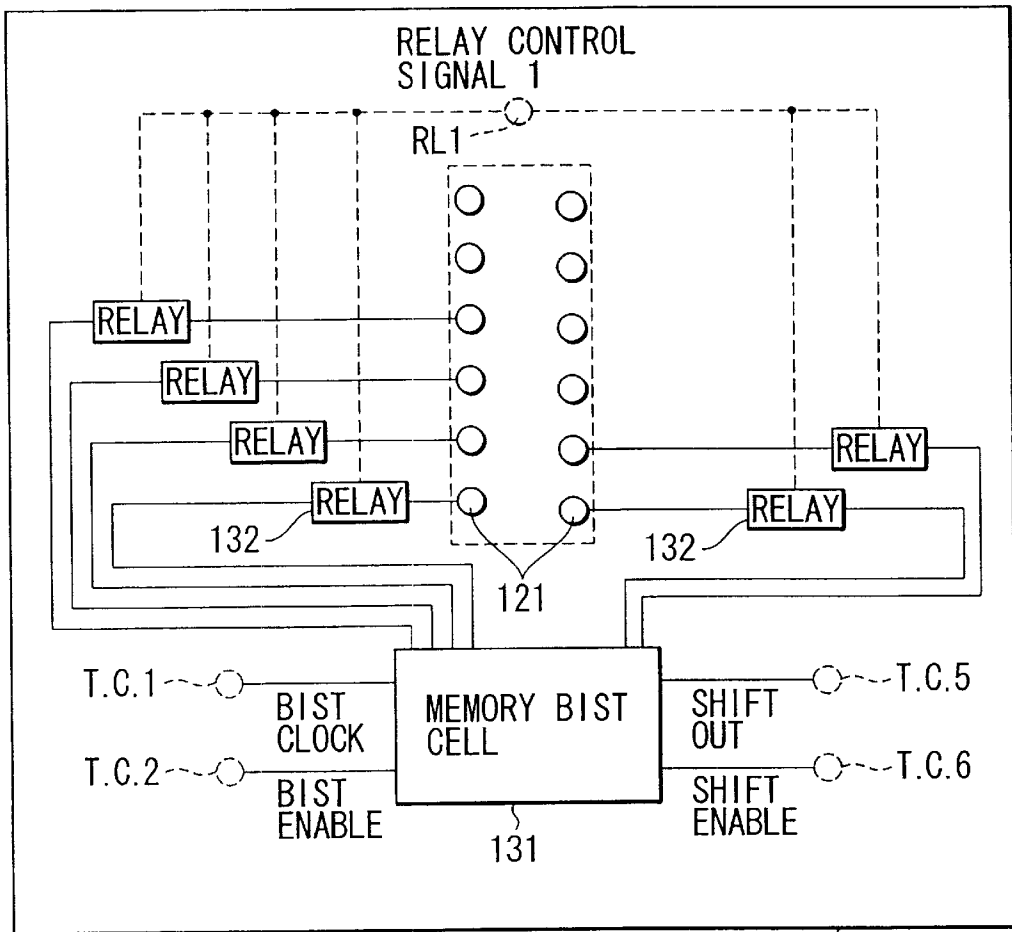 RELAY CONTROL
SIGNAL 1
RL1
RELAY
RELAY
RELAY
RELAY
RELAY
RELAY
132
132
121
T.C.1
BIST
CLOCK
T.C.2
BIST
ENABLE
MEMORY BIST
CELL
SHIFT
OUT
T.C.5
SHIFT
ENABLE
T.C.6
131